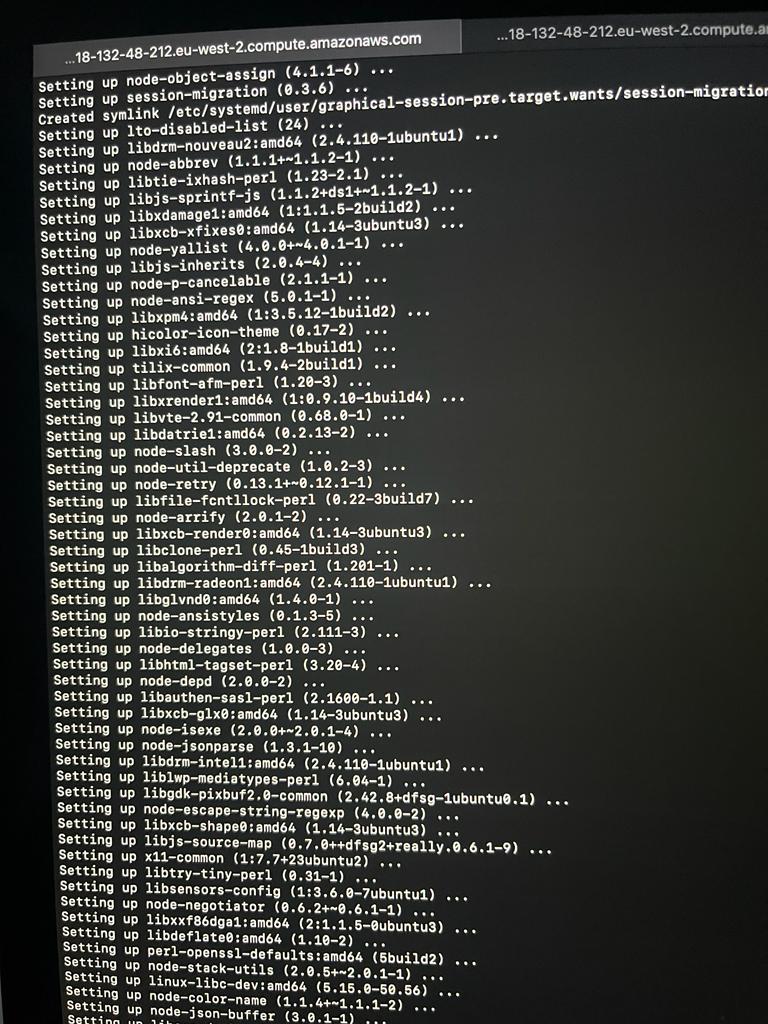 ...18-132-48-212.eu-west-2.compute.amazonaws.com
...18-132-48-212.eu-west-2.compute.
Setting up node-object-assign (4.1.1-6) ...
Setting up session-migration (0.3.6) ...
Created symlink /etc/systemd/user/graphical-session-pre.target.wants/session-migration
Setting up lto-disabled-list (24) ...
Setting up libdrm-nouveau2:amd64 (2.4.110-1ubuntu1) ...
Setting up node-abbrev (1.1.1+~1.1.2-1) ...
Setting up libtie-ixhash-perl (1.23-2.1) ...
Setting up libjs-sprintf-js (1.1.2+ds1+~1.1.2-1) ...
Setting up libxdamage1:amd64 (1:1.1.5-2build2) ...
Setting up libxcb-xfixes0:amd64 (1.14-3ubuntu3) ...
Setting up node-yallist (4.0.0+~4.0.1-1) ...
Setting up libjs-inherits (2.0.4-4) ...
Setting up node-p-cancelable (2.1.1-1) ...
Setting up node-ansi-regex (5.0.1-1) ...
Setting up libxpm4:amd64 (1:3.5.12-1build2) ...
Setting up hicolor-icon-theme (0.17-2) ...
Setting up libxi6:amd64 (2:1.8-1build1) ...
Setting up tilix-common (1.9.4-2build1) ...
Setting up libfont-afm-perl (1.20-3) ...
Setting up libxrender1:amd64 (1:0.9.10-1build4) ...
Setting up libvte-2.91-common (0.68.0-1) ...
Setting up libdatrie1:amd64 (0.2.13-2) ...
Setting up node-slash (3.0.0-2) ...
Setting up node-util-deprecate (1.0.2-3) ...
Setting up node-retry (0.13.1+~0.12.1-1) ...
Setting up libfile-fcntllock-perl (0.22-3build7) ...
Setting up node-arrify (2.0.1-2) ...
Setting up libxcb-render0:amd64 (1.14-3ubuntu3) ...
Setting up libclone-perl (0.45-1build3) ...
Setting up libalgorithm-diff-perl (1.201-1) ...
Setting up libdrm-radeon1:amd64 (2.4.110-1ubuntu1) ...
Setting up libglvnd0:amd64 (1.4.0-1) ...
Setting up node-ansistyles (0.1.3-5) ...
Setting up libio-stringy-perl (2.111-3) ...
Setting up node-delegates (1.0.0-3) ...
Setting up libhtml-tagset-perl (3.20-4) ...
Setting up node-depd (2.0.0-2) ...
Setting up libauthen-sasl-perl (2.1600-1.1) ...
Setting up libxcb-glx0:amd64 (1.14-3ubuntu3) ...
Setting up node-isexe (2.0.0+~2.0.1-4) ...
Setting up node-jsonparse (1.3.1-10) ...
Setting up libdrm-intel1:amd64 (2.4.110-1ubuntu1) ...
Setting up liblwp-mediatypes-perl (6.04-1) ...
Setting up libgdk-pixbuf2.0-common (2.42.8+dfsg-1ubuntu0.1) ...
Setting up node-escape-string-regexp (4.0.0-2) ...
Setting up libxcb-shape0:amd64 (1.14-3ubuntu3) ...
Setting up libjs-source-map (0.7.0++dfsg2+really.0.6.1-9) ...
Setting up x11-common (1:7.7+23ubuntu2) ...
Setting up libtry-tiny-perl (0.31-1) ...
Setting up libsensors-config (1:3.6.0-7ubuntu1) ...
Setting up node-negotiator (0.6.2+~0.6.1-1) ...
Setting up libxxf86dga1:amd64 (2:1.1.5-0ubuntu3) ...
Setting up libdeflate0:amd64 (1.10-2) ...
Setting up perl-openssl-defaults:amd64 (5build2) ...
Setting up node-stack-utils (2.0.5+~2.0.1-1) ...
Setting up linux-libc-dev:amd64 (5.15.0-50.56) ...
Setting up node-color-name (1.1.4+~1.1.1-2) ...
Setting up node-json-buffer (3.0.1-1) ...
Setting up